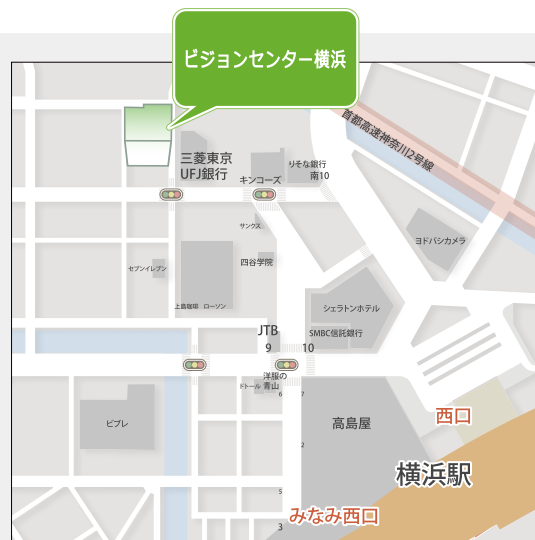 ビジョンセンター横浜
首都高速神奈川2号線
三菱東京
UFJ銀行
りそな銀行
南10
キンコーズ
サンクス
ヨドバシカメラ
四谷学院
セブンイレブン
上島珈琲 ローソン
シェラトンホテル
JTB
SMBC信託銀行
9
10
洋服の
青山
ドトール
6
7
ビブレ
高島屋
西口
2
横浜駅
5
みなみ西口
3